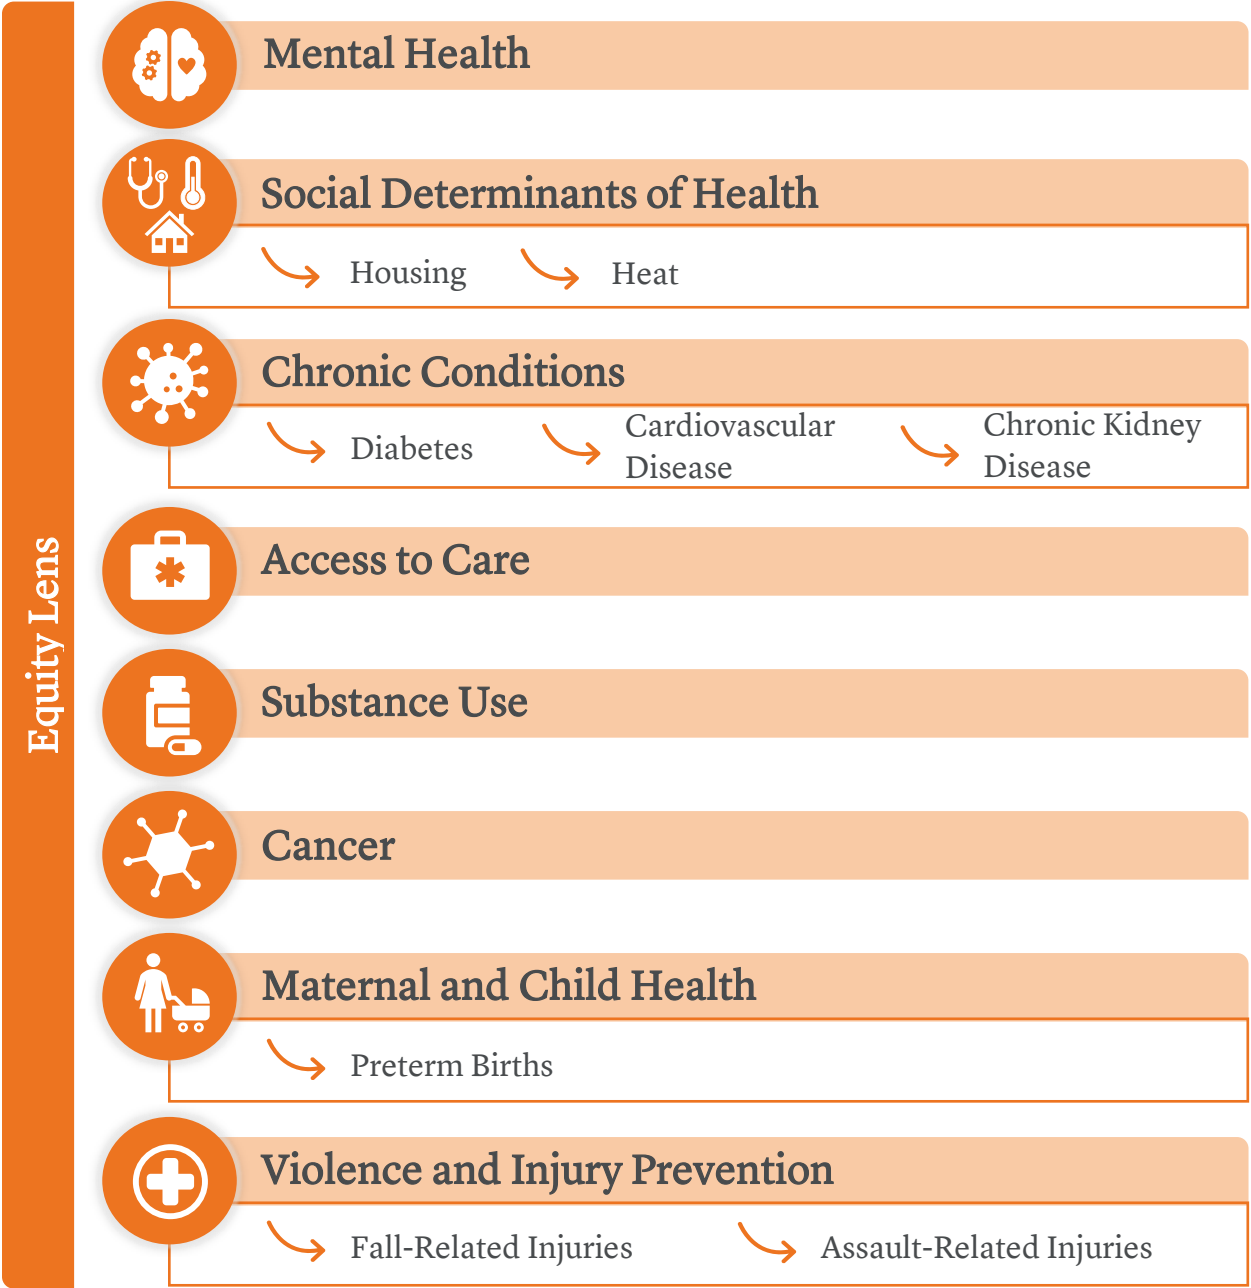 Equity Lens
Mental Health
Social Determinants of Health
Housing
Heat
Chronic Conditions
Diabetes
Cardiovascular
Disease
Chronic Kidney
Disease
Access to Care
Substance Use
Cancer
Maternal and Child Health
Preterm Births
Violence and Injury Prevention
Fall-Related Injuries
Assault-Related Injuries